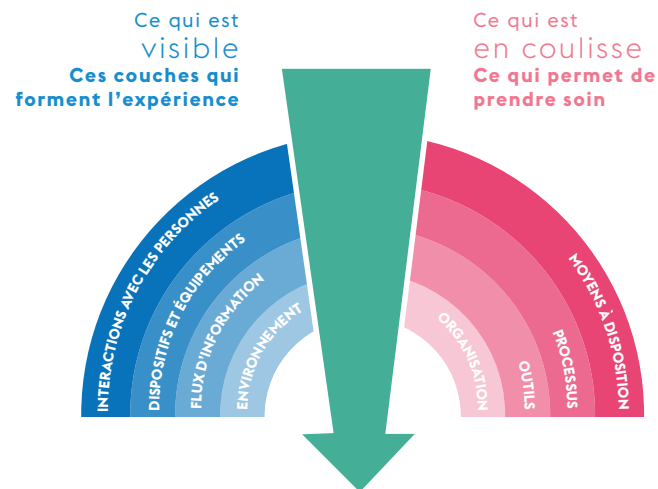 Ce qui est
visible
Ces couches qui
forment l’expérience
Ce qui est
en coulisse
Ce qui permet de
prendre soin
INTERACTIONS AVEC LES PERSONNES
DISPOSITIFS ET ÉQUIPEMENTS
FLUX D’INFORMATION
ENVIRONNEMENT
ORGANISATION
OUTILS
PROCESSUS
MOYENS À DISPOSITION